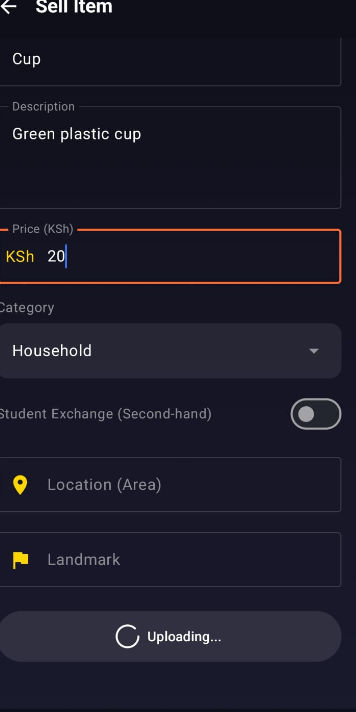 Sell Item
Cup
Description
Green plastic cup
Price (KSh)
KSh 20
Category
Household
Student Exchange (Second-hand)
Location (Area)
Landmark
Uploading...